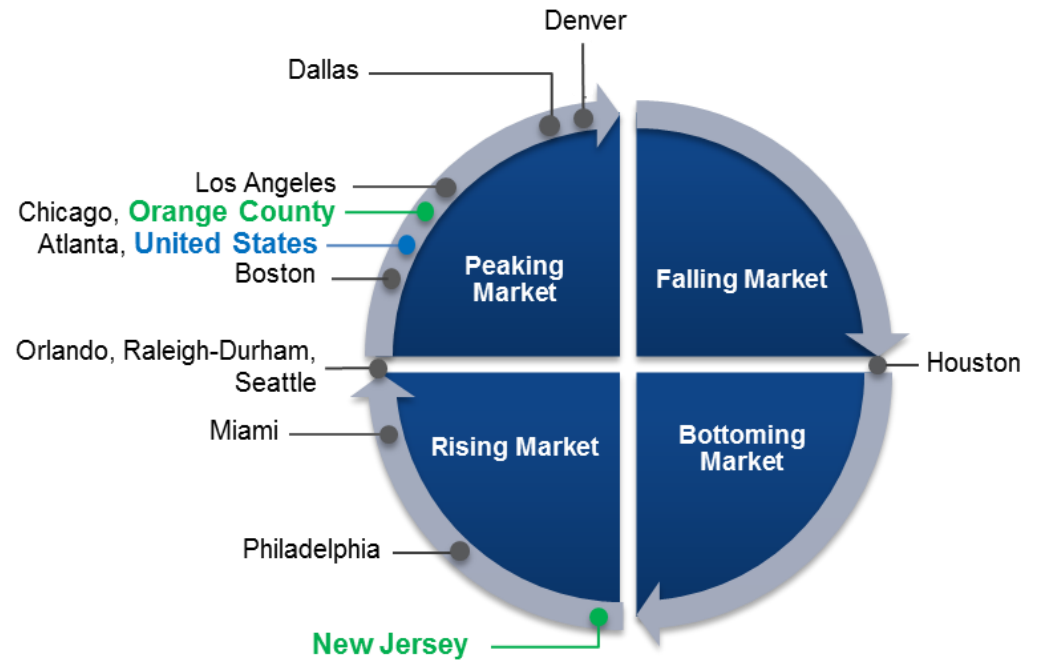 Denver
Dallas
Los Angeles
Chicago, Orange County
Atlanta, United States
Boston
Peaking
Market
Falling Market
Orlando, Raleigh-Durham,
Seattle
Houston
Miami
Rising Market
Bottoming
Market
Philadelphia
New Jersey